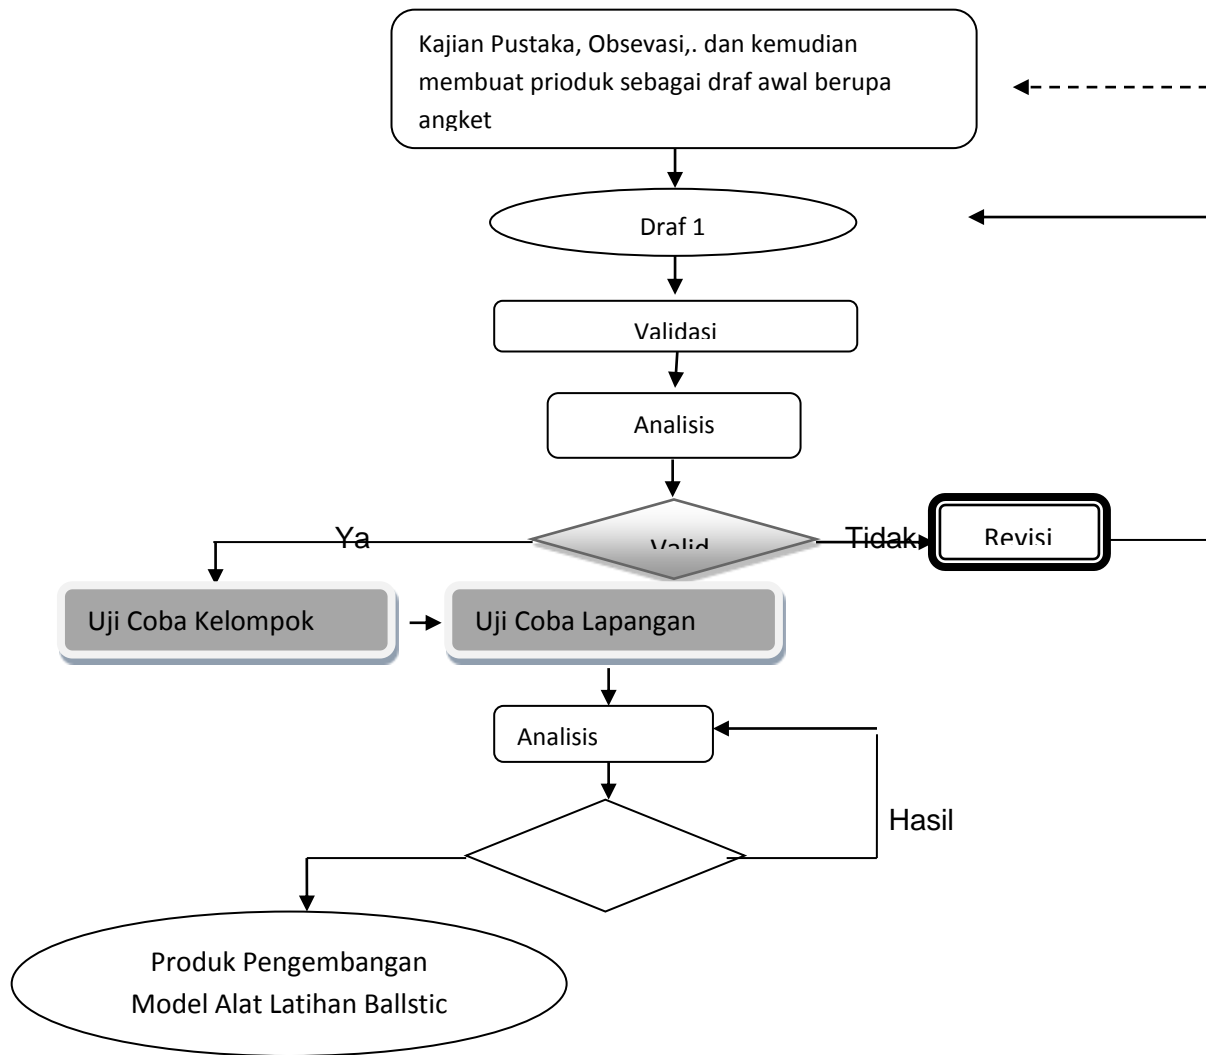 Kajian Pustaka, Obsevasi,. dan kemudian
membuat prioduk sebagai draf awal berupa
angket
Draf 1
Validasi
Analisis
Ya
Valid
Tidak
Revisi
Uji Coba Kelompok
Uji Coba Lapangan
Analisis
Hasil
Produk Pengembangan
Model Alat Latihan Ballstic